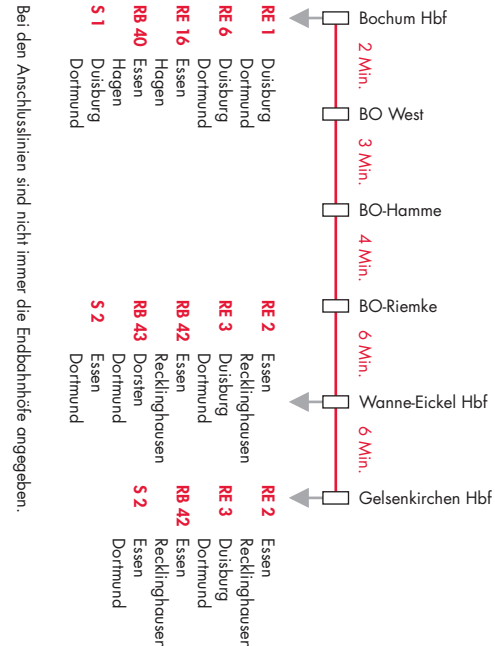 Bochum Hbf
2 Min.
BO West
3 Min.
BO-Hamme
4 Min.
BO-Riemke
6 Min.
Wanne-Eickel Hbf
6 Min.
Gelsenkirchen Hbf
RE 1 Duisburg
Dortmund
RE 6 Duisburg
Dortmund
RE 16 Essen
Hagen
RB 40 Essen
Hagen
S 1 Duisburg
Dortmund
RE 2 Essen
Recklinghausen
RE 3 Duisburg
Dortmund
RB 42 Essen
Recklinghausen
RB 43 Dorsten
Dortmund
S 2 Essen
Dortmund
RE 2 Essen
Recklinghausen
RE 3 Duisburg
Dortmund
RB 42 Essen
Recklinghausen
S 2 Essen
Dortmund
Bei den Anschlusslinien sind nicht immer die Endbahnhöfe angegeben.